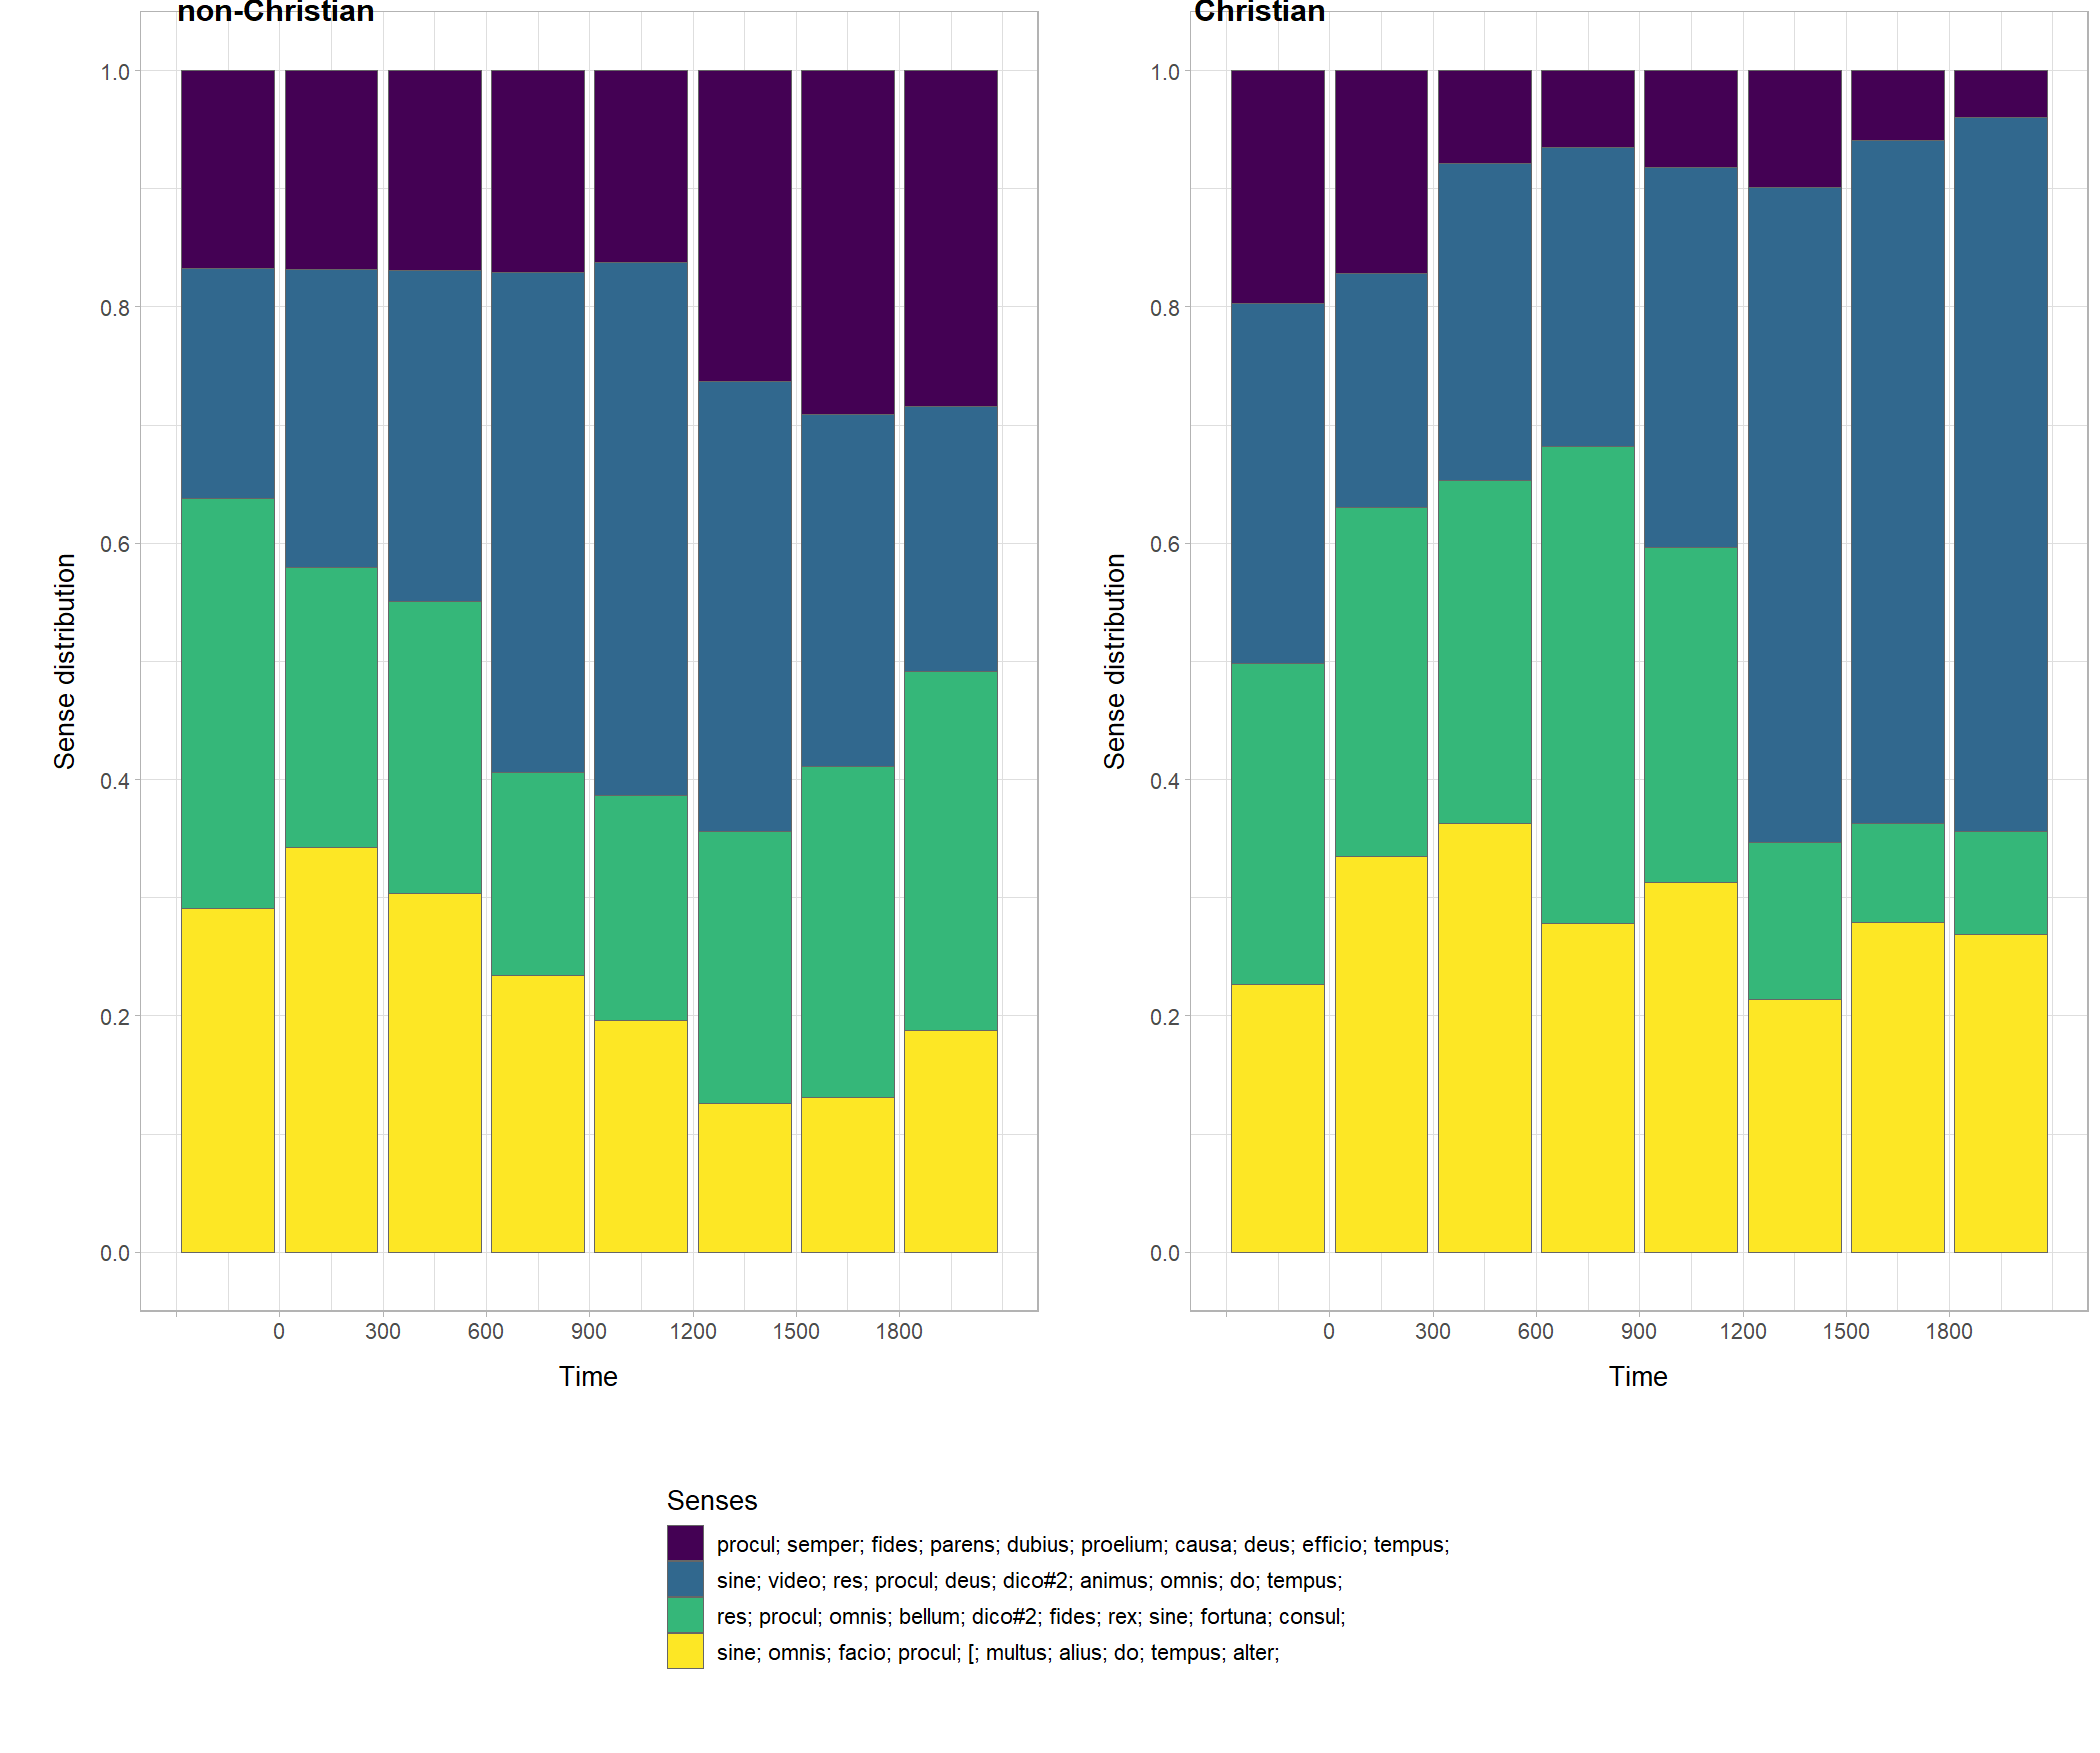 non-Christian
Christian
1.0
0.8
0.6
0.4
0.2
0.0
Sense distribution
0 300 600 900 1200 1500 1800
Time
1.0
0.8
0.6
0.4
0.2
0.0
Sense distribution
0 300 600 900 1200 1500 1800
Time
Senses
procul; semper; fides; parens; dubius; proelium; causa; deus; efficio; tempus;
sine; video; res; procul; deus; dico#2; animus; omnis; do; tempus;
res; procul; omnis; bellum; dico#2; fides; rex; sine; fortuna; consul;
sine; omnis; facio; procul; [; multus; alius; do; tempus; alter;